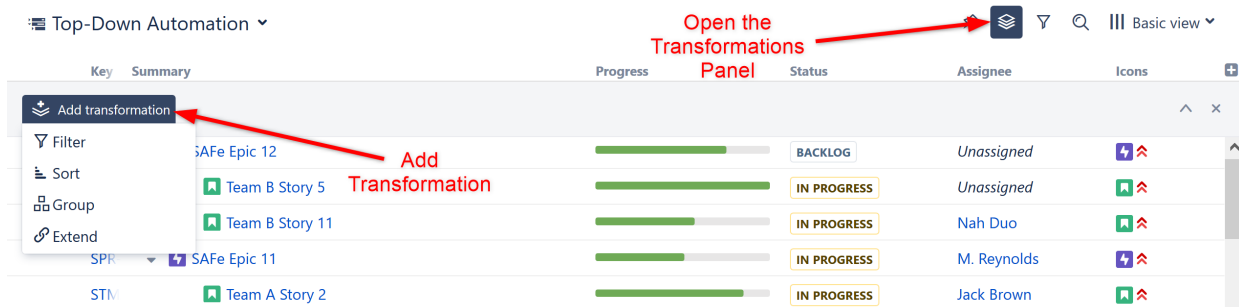 Top-Down Automation
Open the
Transformations
Panel
Basic view
Key Summary Progress Status Assignee Icons
Add transformation
Filter
Sort
Group
Extend
Add
Transformation
SAFe Epic 12 BACKLOG Unassigned
Team B Story 5 IN PROGRESS Unassigned
Team B Story 11 IN PROGRESS Nah Duo
SPR SAFe Epic 11 IN PROGRESS M. Reynolds
STM Team A Story 2 IN PROGRESS Jack Brown